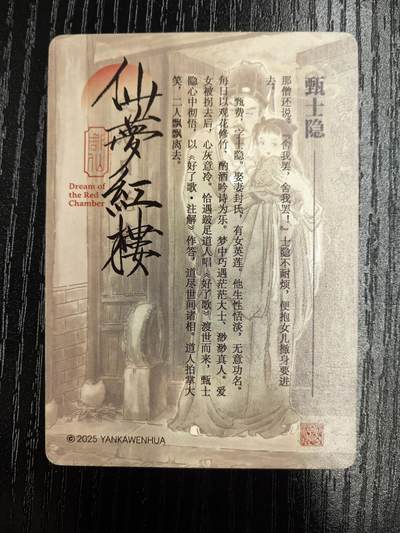 甄士隐
那僧还说：“舍我罢，舍我罢！”士隐不耐烦，便抱女儿撤身要进
去。
甄费，字士隐。娶妻封氏，有女英莲。他生性恬淡，无意功名。
每日以观花修竹、酌酒吟诗为乐。梦中巧遇茫茫大士、渺渺真人。爱
女被拐去后，心灰意冷。恰遇跛足道人唱《好了歌》渡世而来，甄士
隐心中彻悟，以《好了歌·注解》作答，道尽世间诸相。道人拍掌大
笑，二人飘飘离去。
仙夢紅樓
Dream of
the Red
Chamber
© 2025 YANKAWENHUA